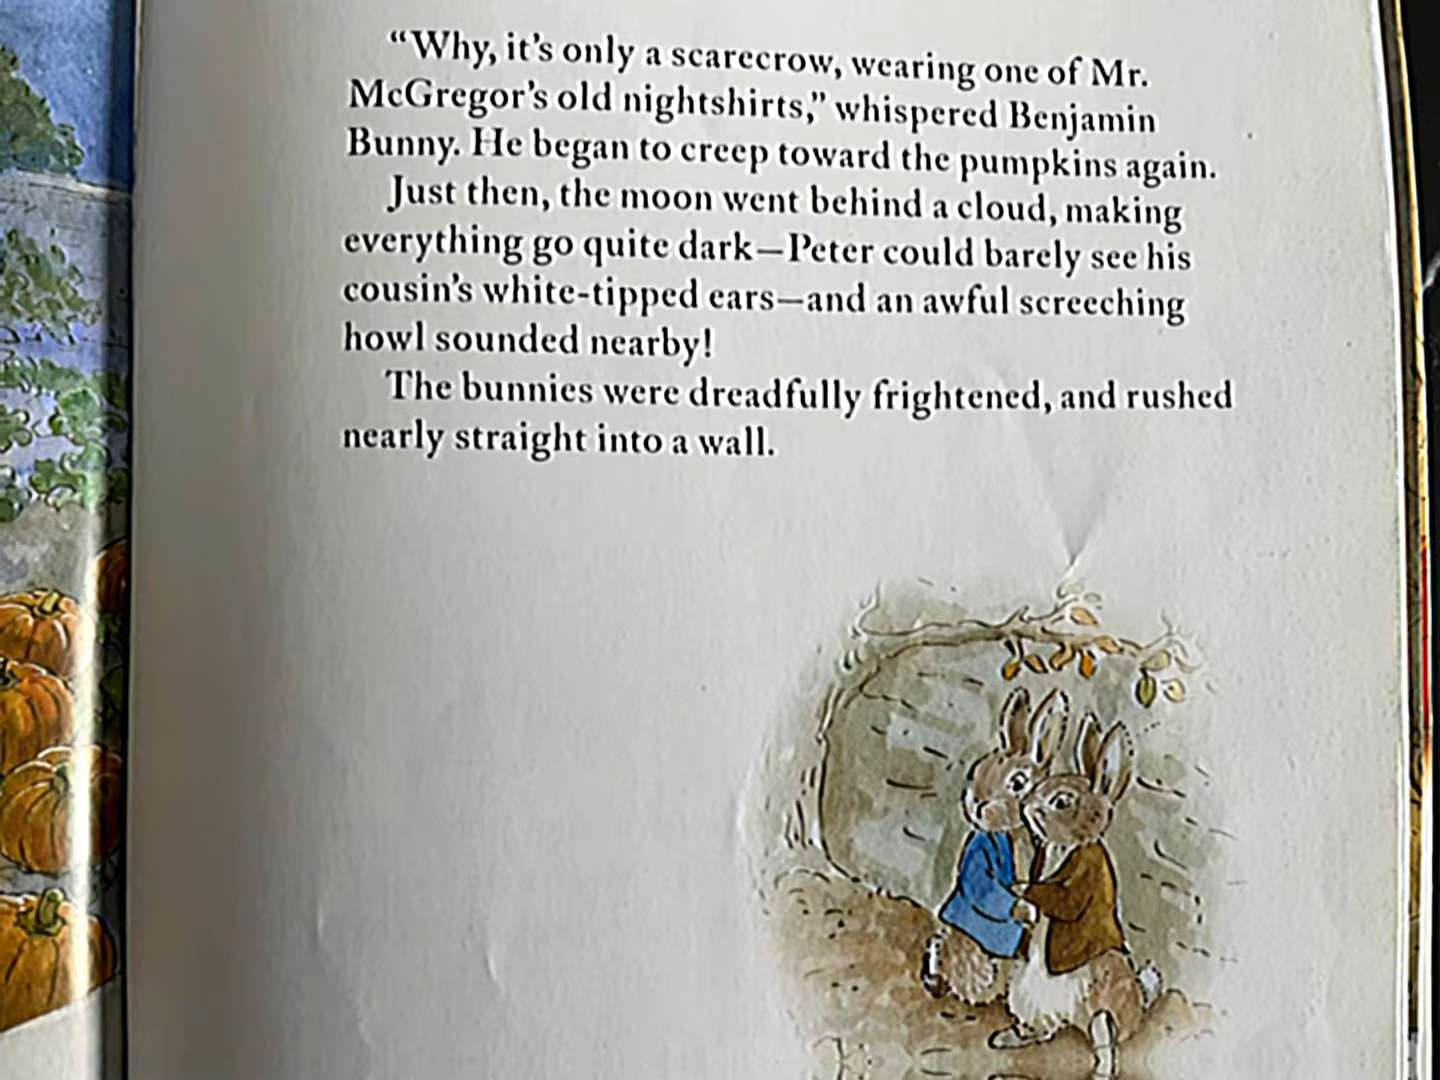 “Why, it’s only a scarecrow, wearing one of Mr.
McGregor’s old nightshirts,” whispered Benjamin
Bunny. He began to creep toward the pumpkins again.
Just then, the moon went behind a cloud, making
everything go quite dark—Peter could barely see his
cousin’s white-tipped ears—and an awful screeching
howl sounded nearby!
The bunnies were dreadfully frightened, and rushed
nearly straight into a wall.